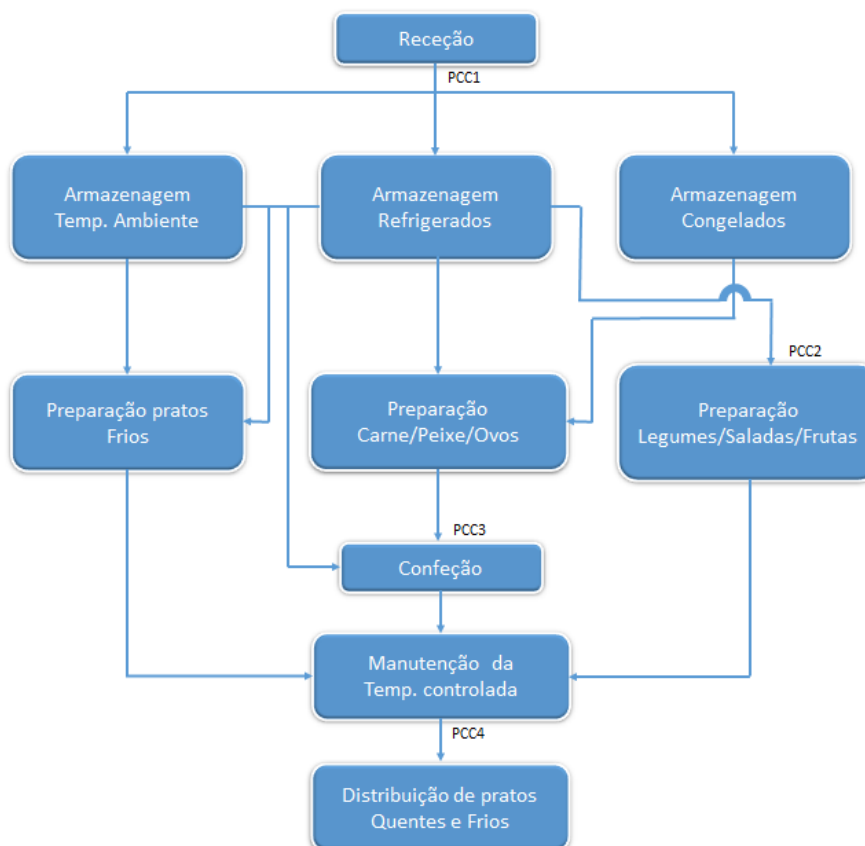 Receção
PCC1
Armazenagem
Temp. Ambiente
Armazenagem
Refrigerados
Armazenagem
Congelados
PCC2
Preparação pratos
Frios
Preparação
Carne/Peixe/Ovos
Preparação
Legumes/Saladas/Frutas
PCC3
Confeção
Manutenção da
Temp. controlada
PCC4
Distribuição de pratos
Quentes e Frios